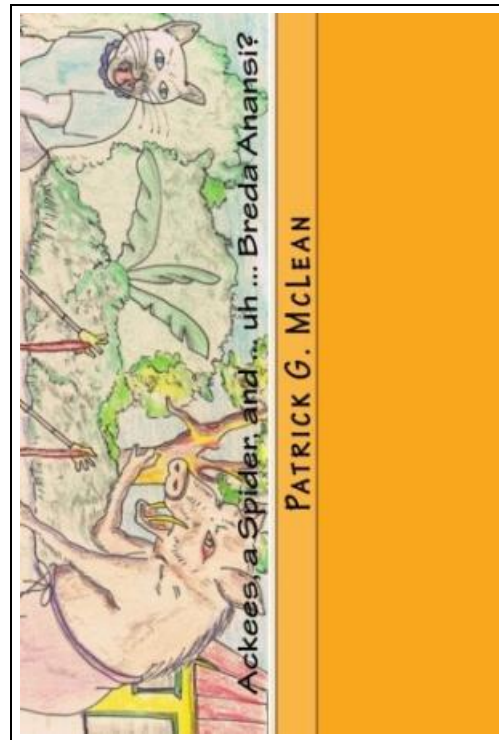 Ackees, a Spider, and ... uh ... Breda Anansi?
PATRICK G. MCLEAN